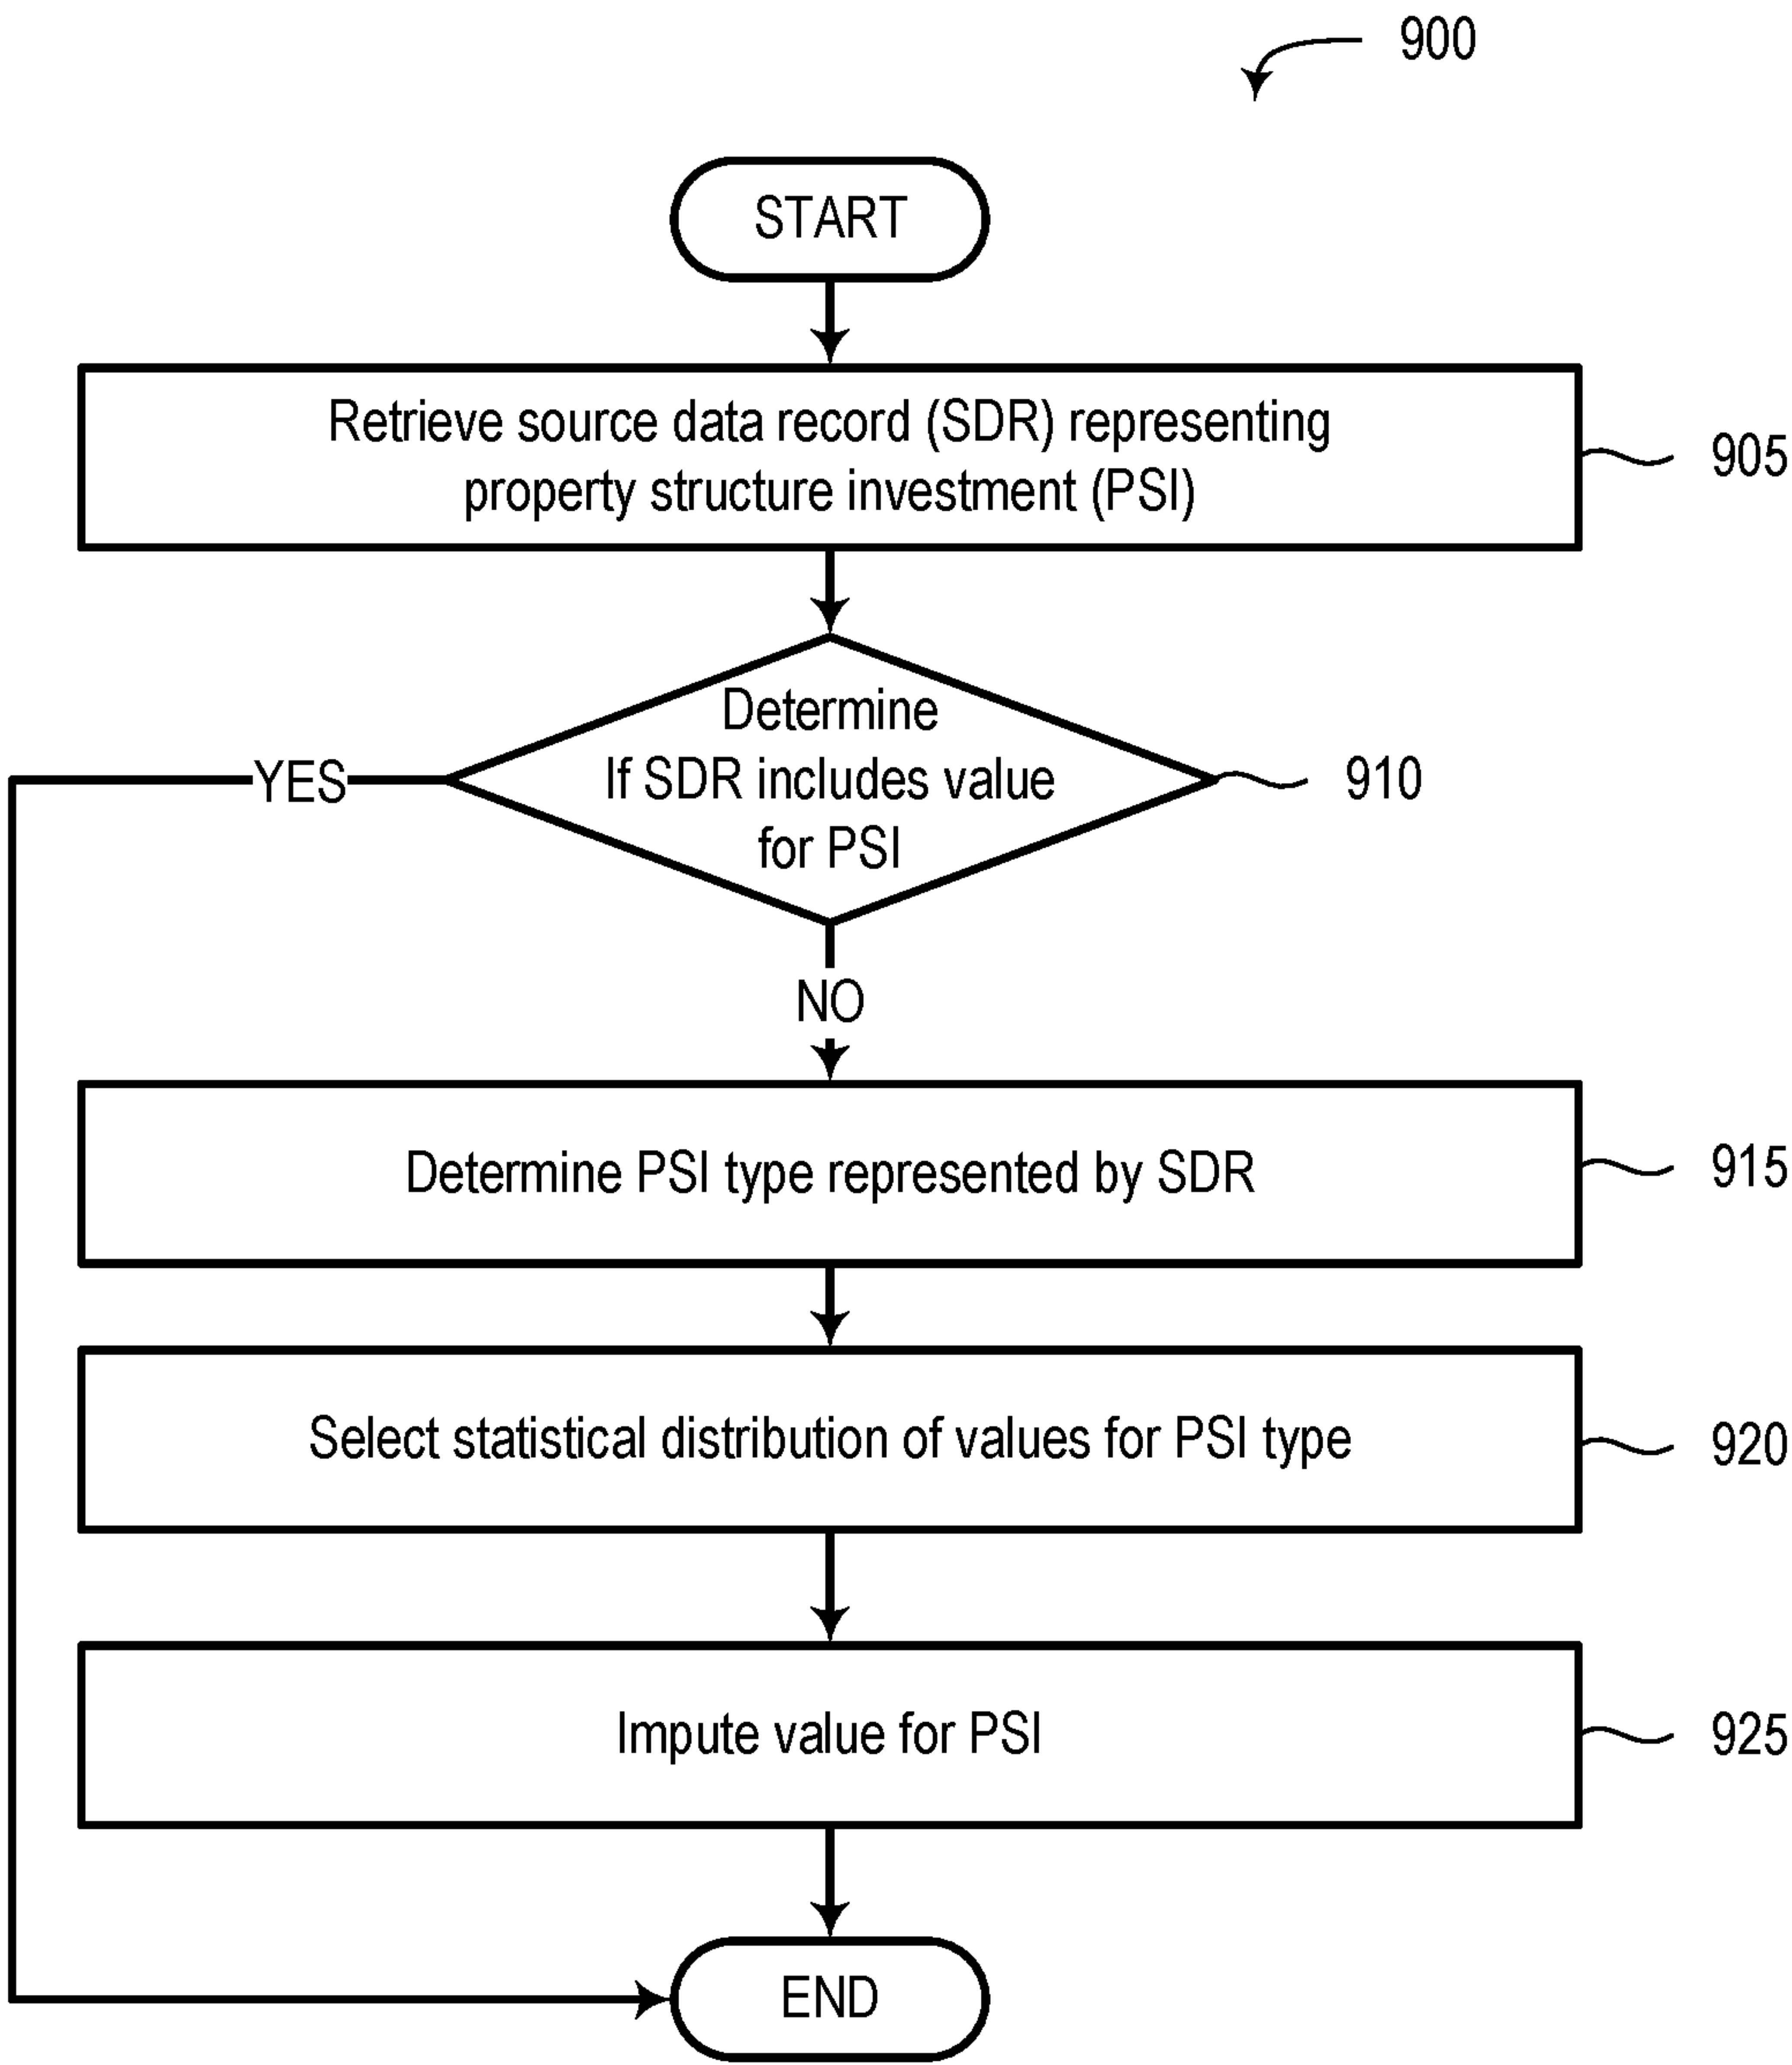 900
START
Retrieve source data record (SDR) representing
property structure investment (PSI)
905
Determine
If SDR includes value
for PSI
YES
910
NO
Determine PSI type represented by SDR
915
Select statistical distribution of values for PSI type
920
Impute value for PSI
925
END